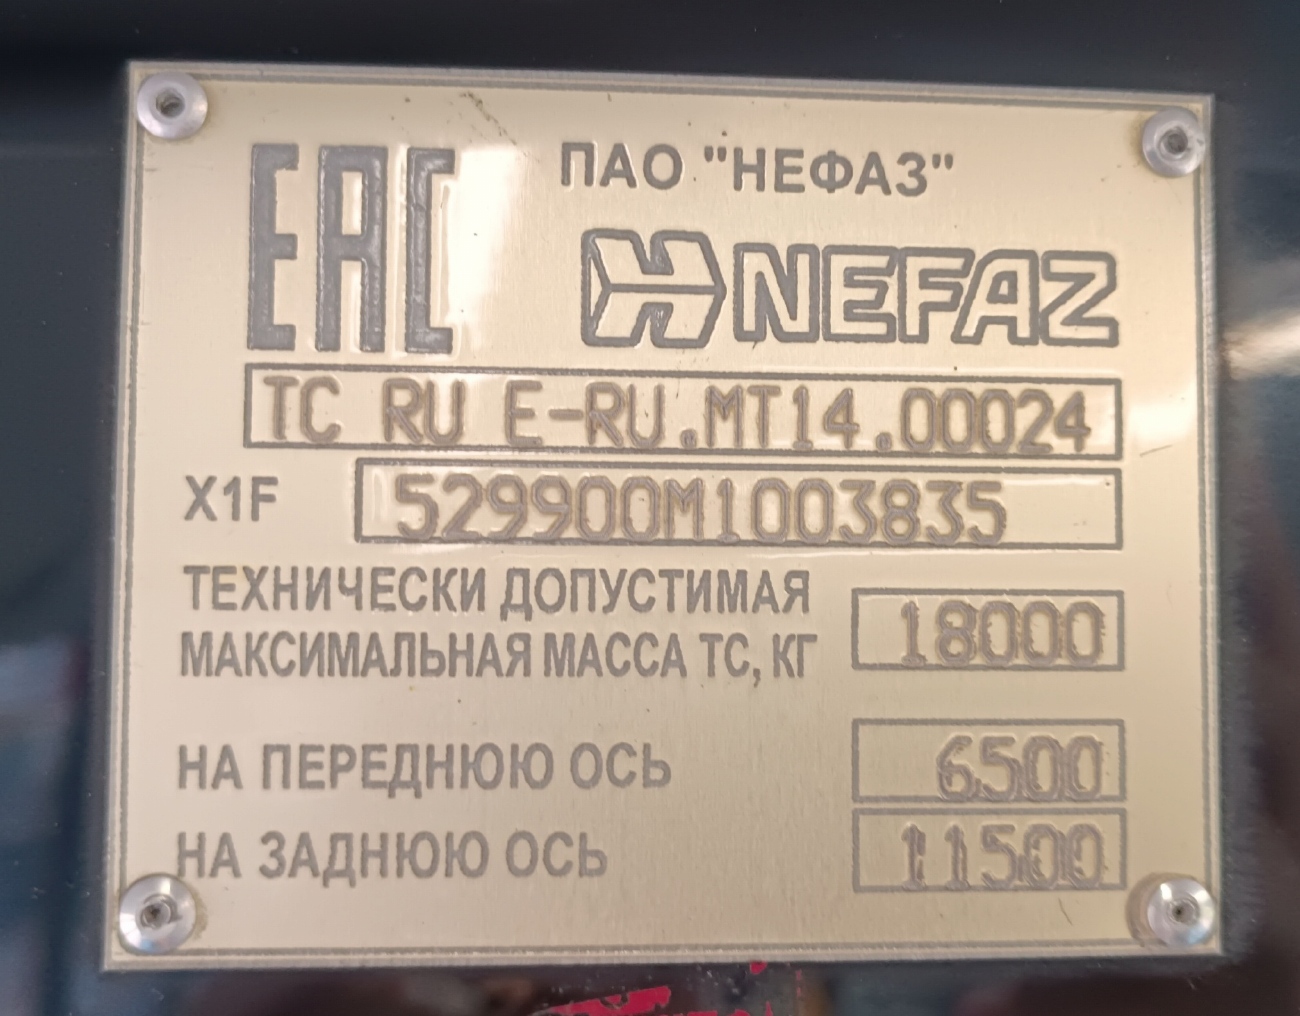 EAC
ПАО "НЕФАЗ"
NEFAZ
TC RU E-RU.MT14.00024
X1F 529900M1003835
ТЕХНИЧЕСКИ ДОПУСТИМАЯ
МАКСИМАЛЬНАЯ МАССА ТС, КГ 18000
НА ПЕРЕДНЮЮ ОСЬ 6500
НА ЗАДНЮЮ ОСЬ 11500